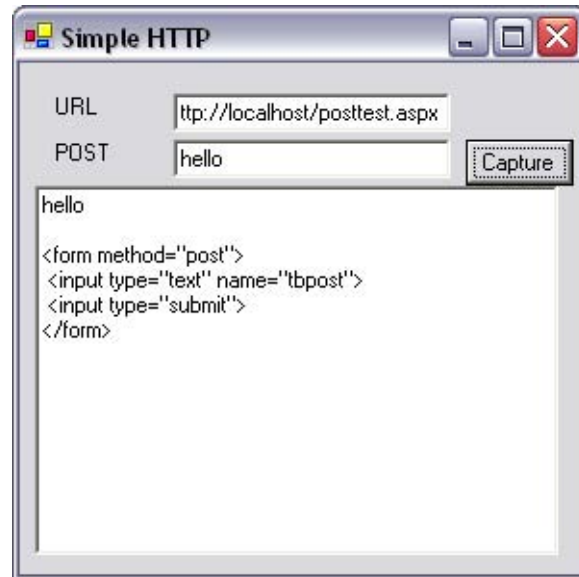 Simple HTTP
URL
ttp://localhost/posttest.aspx
POST
hello
Capture
hello
<form method="post">
<input type="text" name="tbpost">
<input type="submit">
</form>